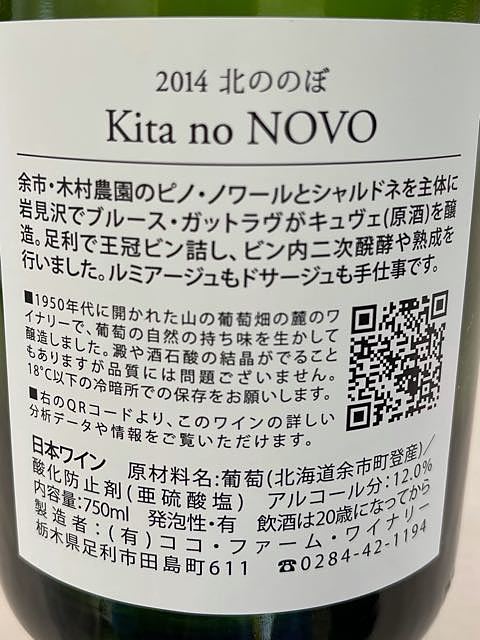 2014 北ののぼ
Kita no NOVO
余市・木村農園のピノ・ノワールとシャルドネを主体に
岩見沢でブルース・ガットラヴがキュヴェ(原酒)を醸
造。足利で王冠ビン詰し、ビン内二次醗酵や熟成を
行いました。ルミアージュもドサージュも手仕事です。
■1950年代に開かれた山の葡萄畑の麓のワ
イナリーで、葡萄の自然の持ち味を生かして
醸造しました。澱や酒石酸の結晶がでること
もありますが品質には問題ございません。
18℃以下の冷暗所での保存をお願いします。
■右のQRコードより、このワインの詳しい
分析データや情報をご覧いただけます。
日本ワイン 原材料名:葡萄(北海道余市町登産)/
酸化防止剤(亜硫酸塩) アルコール分:12.0%
内容量:750ml 発泡性・有 飲酒は20歳になってから
製造者:(有)ココ・ファーム・ワイナリー
栃木県足利市田島町611 ☎0284-42-1194